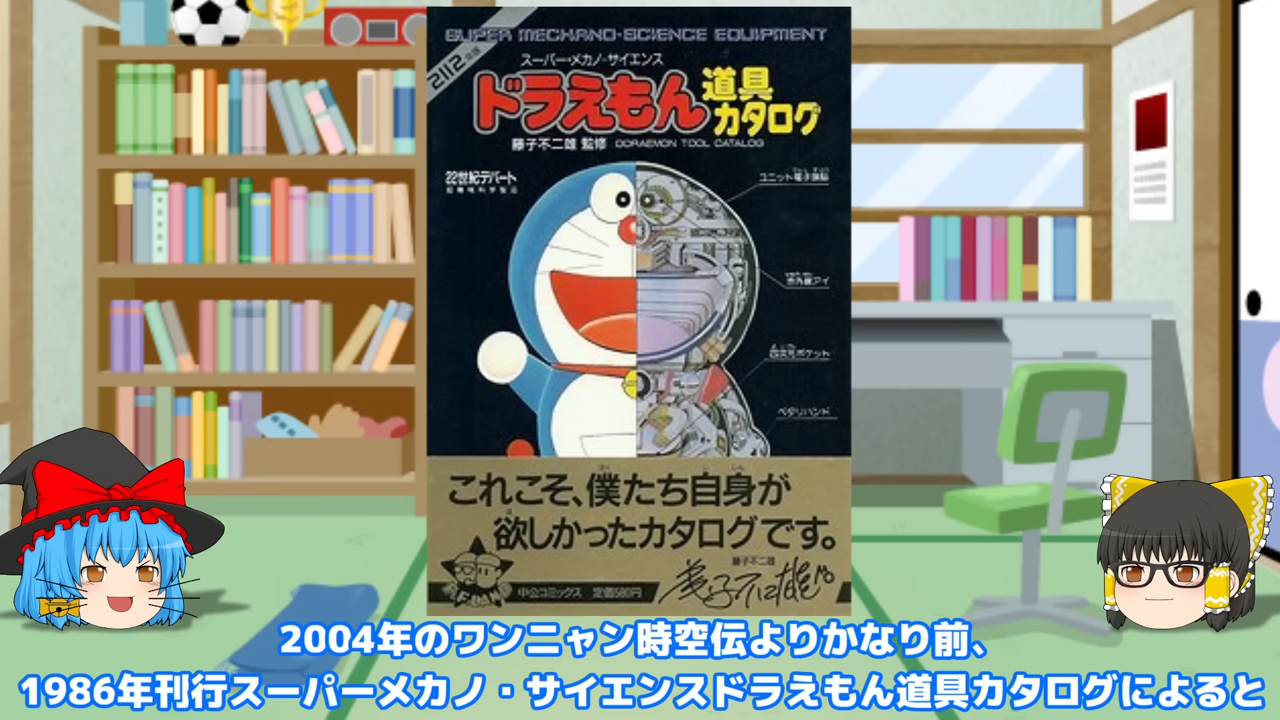 SUPER MECHANO・SCIENCE EQUIPMENT
2112年版
スーパー・メカノ・サイエンス
ドラえもん道具カタログ
藤子不二雄 監修 DORAEMON TOOL CATALOG
22世紀デパート
ユニット電子頭脳
赤外線アイ
四次元ポケット
ペタリハンド
これこそ、僕たち自身が
欲しかったカタログです。
藤子不二雄
中公コミックス 定価580円
2004年のワンニャン時空伝よりかなり前、
1986年刊行スーパーメカノ・サイエンスドラえもん道具カタログによると